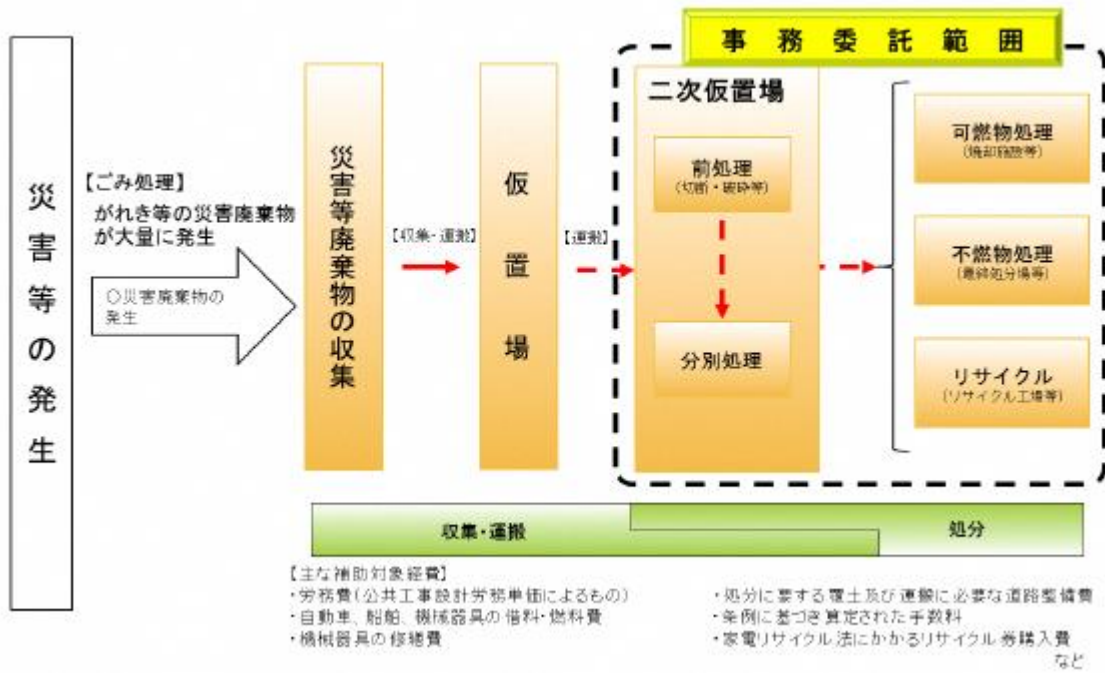 事務委託範囲
災害等の発生
【ごみ処理】
がれき等の災害廃棄物
が大量に発生
○災害廃棄物の
発生
災害等廃棄物の収集
【収集・運搬】
仮置場
【運搬】
二次仮置場
前処理
(切断・破砕等)
分別処理
可燃物処理
(焼却施設等)
不燃物処理
(最終処分場等)
リサイクル
(リサイクル工場等)
収集・運搬
処分
【主な補助対象経費】
・労務費(公共工事設計労務単価によるもの)
・自動車、船舶、機械器具の借料・燃料費
・機械器具の修繕費
・処分に要する覆土及び運搬に必要な道路整備費
・条例に基づき算定された手数料
・家電リサイクル法にかかるリサイクル券購入費
など